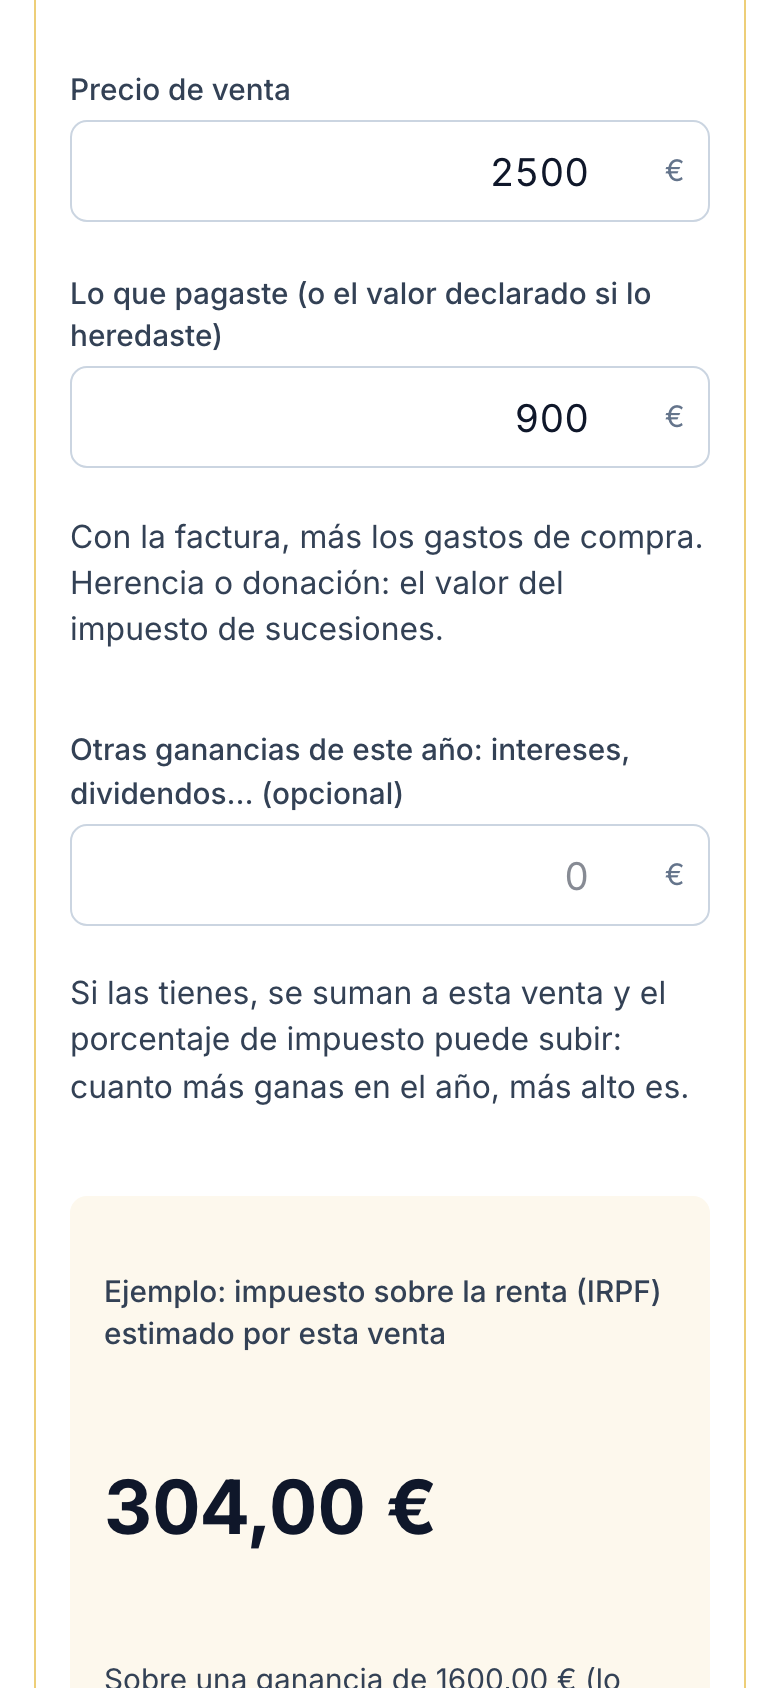 Precio de venta
2500 €
Lo que pagaste (o el valor declarado si lo
heredaste)
900 €
Con la factura, más los gastos de compra.
Herencia o donación: el valor del
impuesto de sucesiones.
Otras ganancias de este año: intereses,
dividendos... (opcional)
0 €
Si las tienes, se suman a esta venta y el
porcentaje de impuesto puede subir:
cuanto más ganas en el año, más alto es.
Ejemplo: impuesto sobre la renta (IRPF)
estimado por esta venta
304,00 €
Sobre una ganancia de 1600,00 € (lo